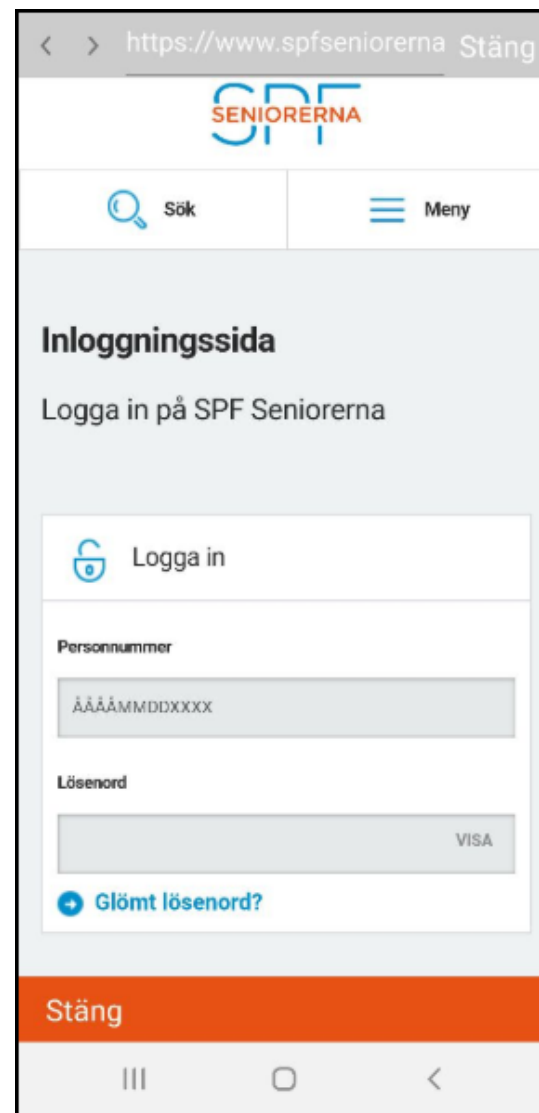 https://www.spfseniorerna Stäng
SPF
SENIORERNA
Sök Meny
Inloggningssida
Logga in på SPF Seniorerna
Logga in
Personnummer
ÅÅÅÅMMDDXXXX
Lösenord
VISA
Glömt lösenord?
Stäng